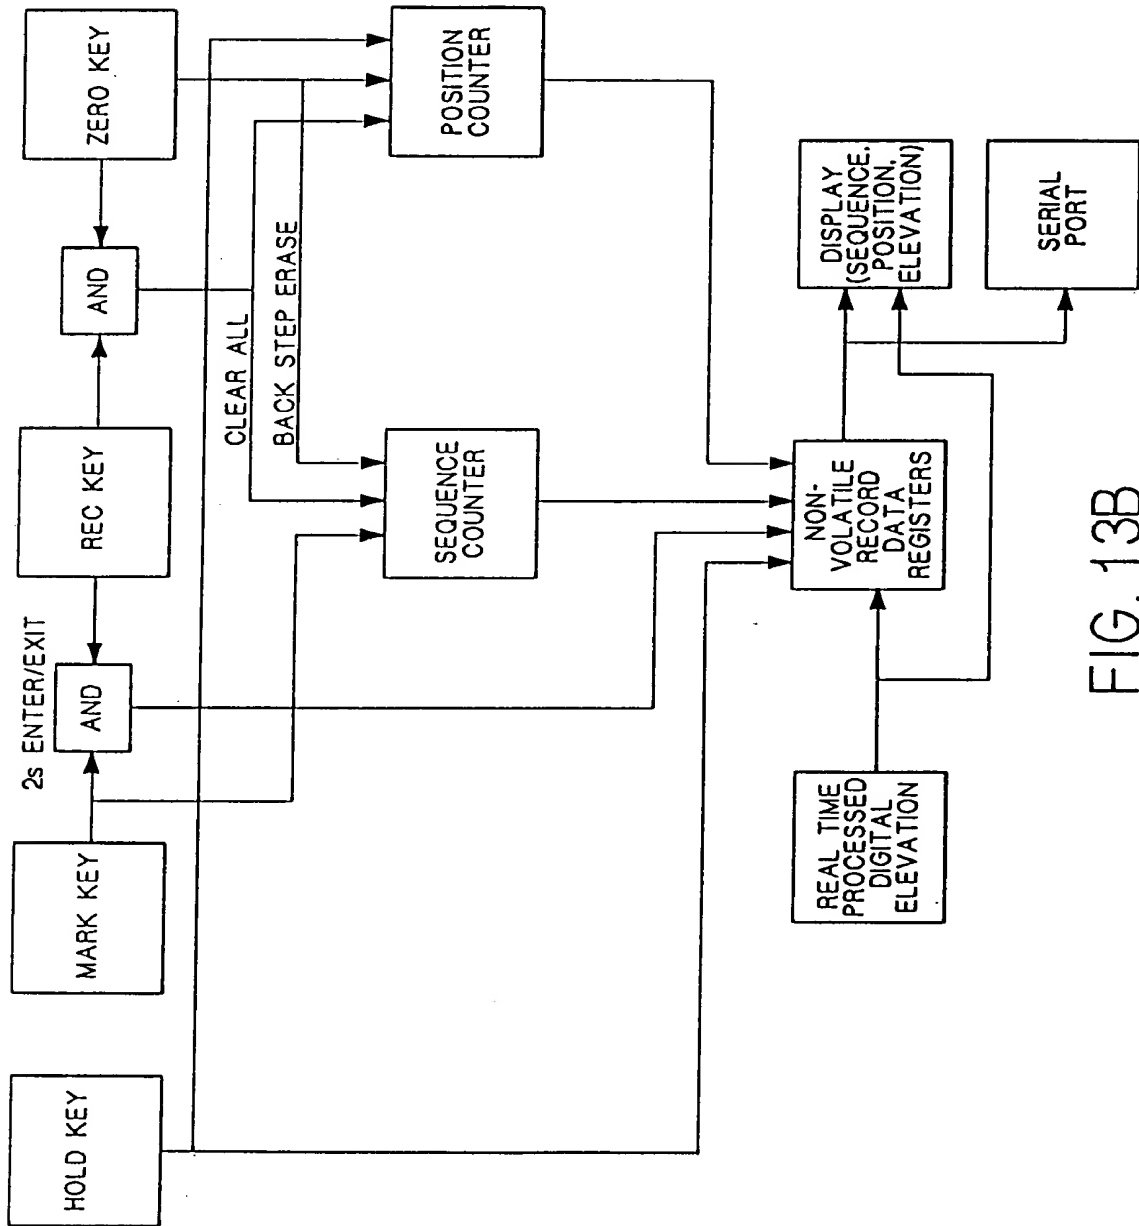 HOLD KEY
MARK KEY
2s ENTER/EXIT
AND
REC KEY
AND
ZERO KEY
CLEAR ALL
BACK STEP ERASE
SEQUENCE
COUNTER
POSITION
COUNTER
REAL TIME
PROCESSED
DIGITAL
ELEVATION
NON-
VOLATILE
RECORD
DATA
REGISTERS
DISPLAY
(SEQUENCE,
POSITION,
ELEVATION)
SERIAL
PORT
FIG. 13B